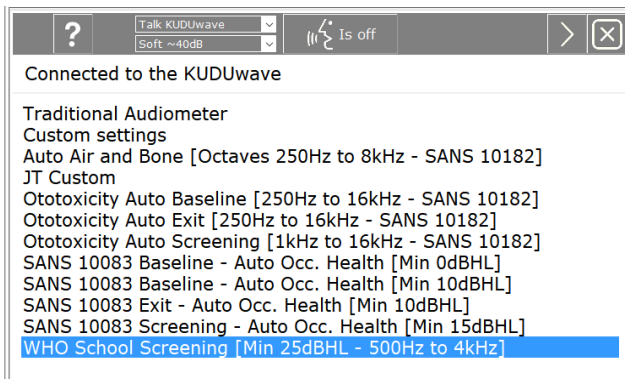 ?
Talk KUDUwave
Soft ~40dB
Is off
Connected to the KUDUwave
Traditional Audiometer
Custom settings
Auto Air and Bone [Octaves 250Hz to 8kHz - SANS 10182]
JT Custom
Ototoxicity Auto Baseline [250Hz to 16kHz - SANS 10182]
Ototoxicity Auto Exit [250Hz to 16kHz - SANS 10182]
Ototoxicity Auto Screening [1kHz to 16kHz - SANS 10182]
SANS 10083 Baseline - Auto Occ. Health [Min 0dBHL]
SANS 10083 Baseline - Auto Occ. Health [Min 10dBHL]
SANS 10083 Exit - Auto Occ. Health [Min 10dBHL]
SANS 10083 Screening - Auto Occ. Health [Min 15dBHL]
WHO School Screening [Min 25dBHL - 500Hz to 4kHz]